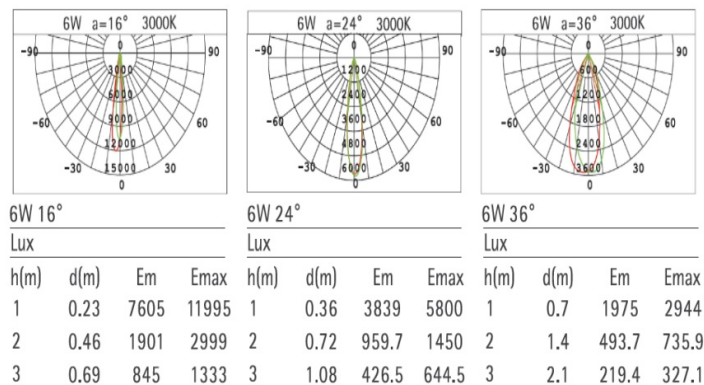 6W a=16° 3000K
-90 0 90
3000
6000
9000
-60 60
12000
-30 15000 30
0
6W 16°
Lux
h(m) d(m) Em Emax
1 0.23 7605 11995
2 0.46 1901 2999
3 0.69 845 1333
6W a=24° 3000K
-90 0 90
1200
2400
3600
-60 60
4800
-30 6000 30
0
6W 24°
Lux
h(m) d(m) Em Emax
1 0.36 3839 5800
2 0.72 959.7 1450
3 1.08 426.5 644.5
6W a=36° 3000K
-90 0 90
600
1200
1800
-60 60
2400
-30 3600 30
0
6W 36°
Lux
h(m) d(m) Em Emax
1 0.7 1975 2944
2 1.4 493.7 735.9
3 2.1 219.4 327.1